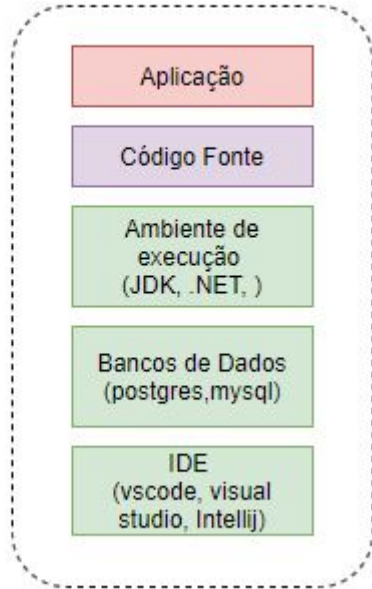 Aplicação
Código Fonte
Ambiente de
execução
(JDK, .NET, )
Bancos de Dados
(postgres,mysql)
IDE
(vscode, visual
studio, Intellij)